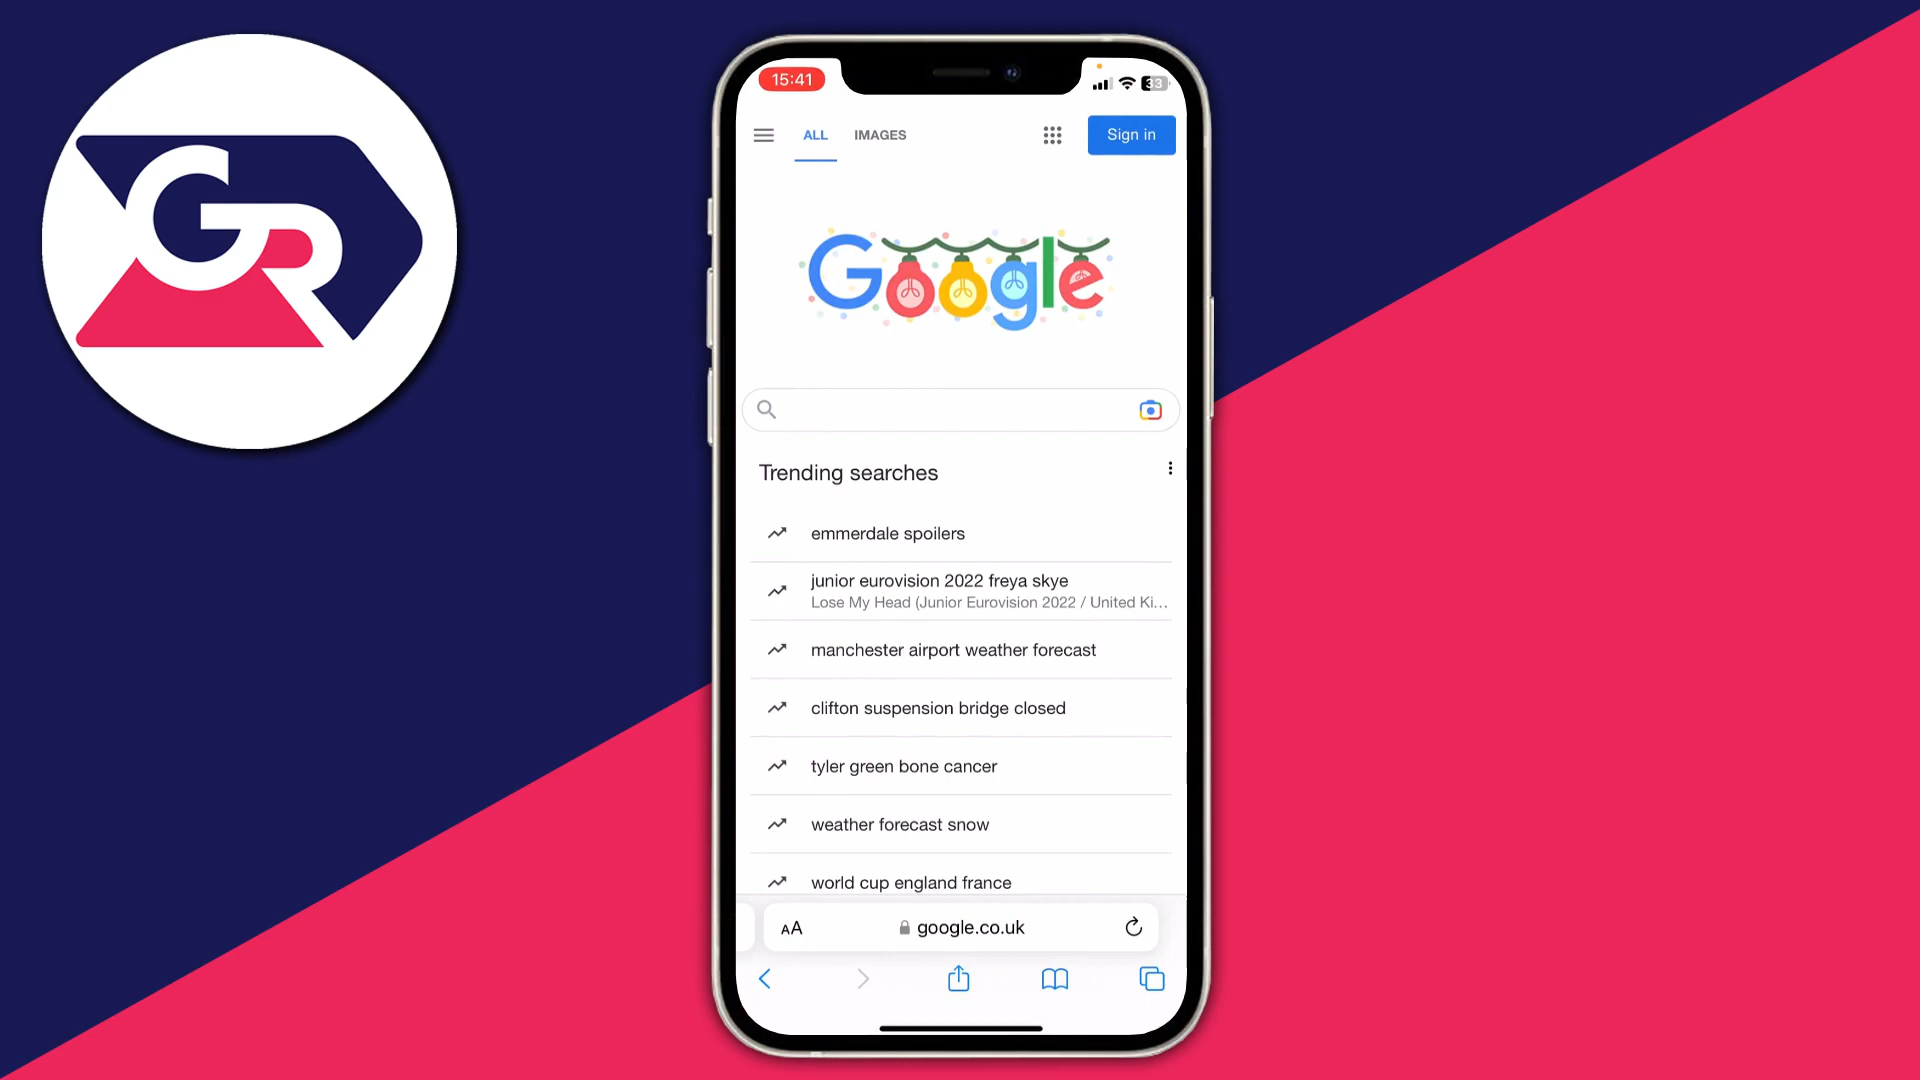 GR
15:41
33
ALL IMAGES
Sign in
Google
Trending searches
emmerdale spoilers
junior eurovision 2022 freya skye
Lose My Head (Junior Eurovision 2022 / United Ki...
manchester airport weather forecast
clifton suspension bridge closed
tyler green bone cancer
weather forecast snow
world cup england france
AA google.co.uk